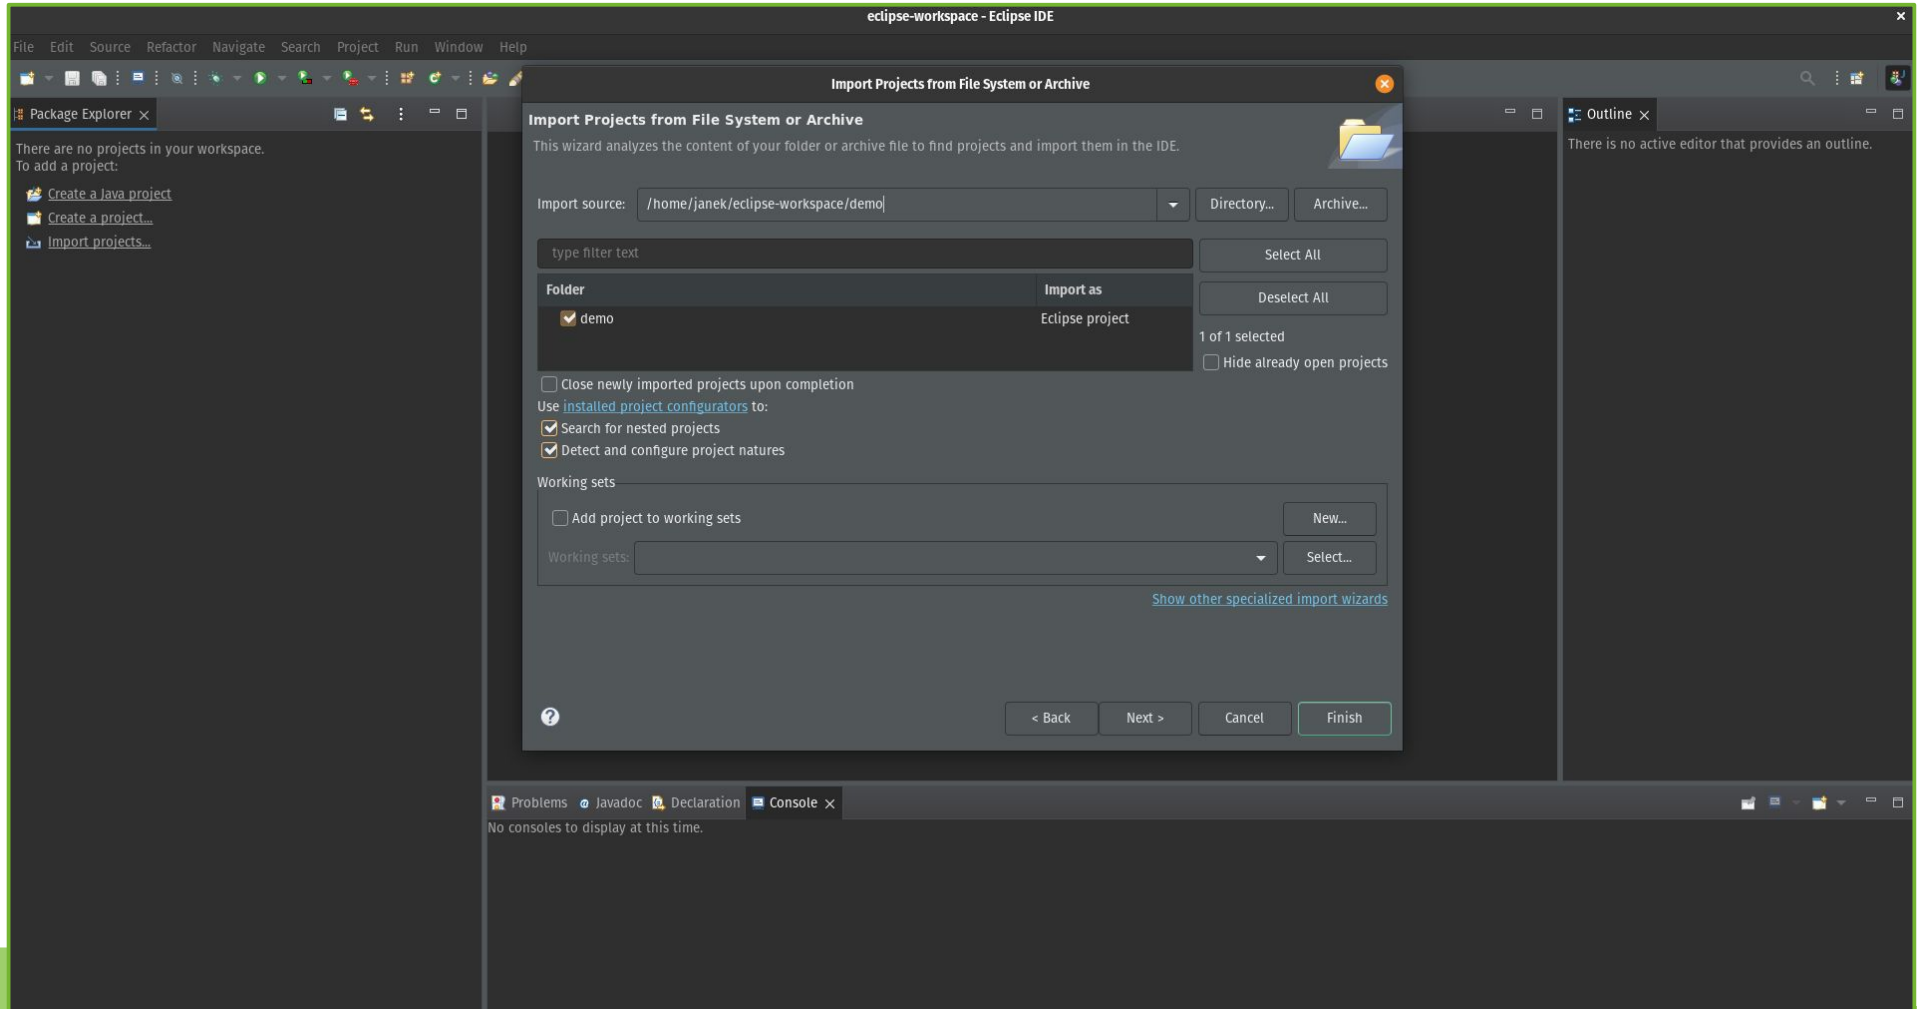 eclipse-workspace - Eclipse IDE
File Edit Source Refactor Navigate Search Project Run Window Help
Package Explorer
There are no projects in your workspace.
To add a project:
Create a Java project
Create a project...
Import projects...
Import Projects from File System or Archive
Import Projects from File System or Archive
This wizard analyzes the content of your folder or archive file to find projects and import them in the IDE.
Import source: /home/janek/eclipse-workspace/demo Directory... Archive...
type filter text
Select All
Folder Import as
Deselect All
demo Eclipse project
1 of 1 selected
Hide already open projects
Close newly imported projects upon completion
Use installed project configurators to:
Search for nested projects
Detect and configure project natures
Working sets
Add project to working sets New...
Working sets: Select...
Show other specialized import wizards
< Back Next > Cancel Finish
Outline
There is no active editor that provides an outline.
Problems Javadoc Declaration Console
No consoles to display at this time.